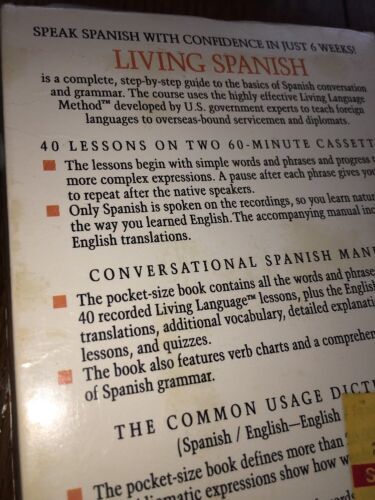 SPEAK SPANISH WITH CONFIDENCE IN JUST 6 WEEKS!
LIVING SPANISH
is a complete, step-by-step guide to the basics of Spanish conversation
and grammar. The course uses the highly effective Living Language
Method™ developed by U.S. government experts to teach foreign
languages to overseas-bound servicemen and diplomats.
40 LESSONS ON TWO 60-MINUTE CASSETT
The lessons begin with simple words and phrases and progress t
more complex expressions. A pause after each phrase gives yo
to repeat after the native speakers.
Only Spanish is spoken on the recordings, so you learn natur
the way you learned English. The accompanying manual inc
English translations.
CONVERSATIONAL SPANISH MAN
The pocket-size book contains all the words and phrase
40 recorded Living Language™ lessons, plus the English
translations, additional vocabulary, detailed explanati
lessons, and quizzes.
The book also features verb charts and a comprehen
of Spanish grammar.
THE COMMON USAGE DICT
(Spanish / English—English
The pocket-size book defines more than
idiomatic expressions show how w